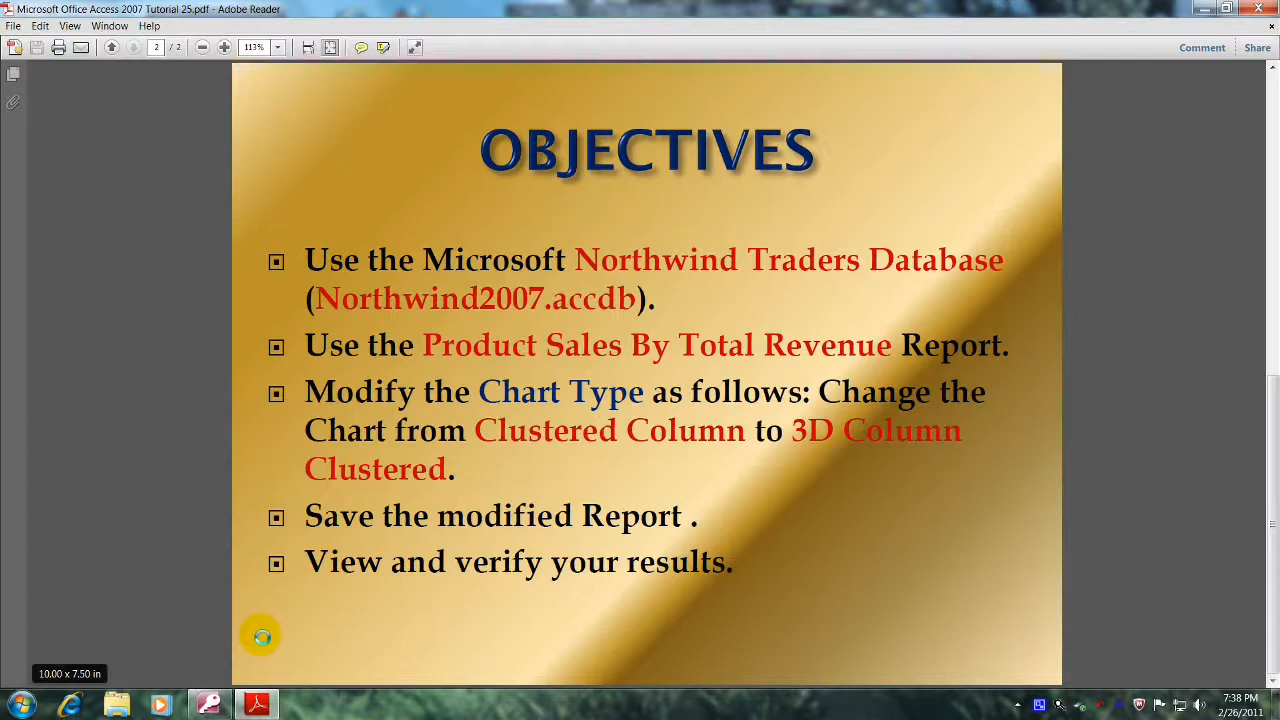 Microsoft Office Access 2007 Tutorial 25.pdf - Adobe Reader
File Edit View Window Help
2 / 2 113% Comment Share
OBJECTIVES
Use the Microsoft Northwind Traders Database
(Northwind2007.accdb).
Use the Product Sales By Total Revenue Report.
Modify the Chart Type as follows: Change the
Chart from Clustered Column to 3D Column
Clustered.
Save the modified Report .
View and verify your results.
10.00 x 7.50 in
7:38 PM
2/26/2011